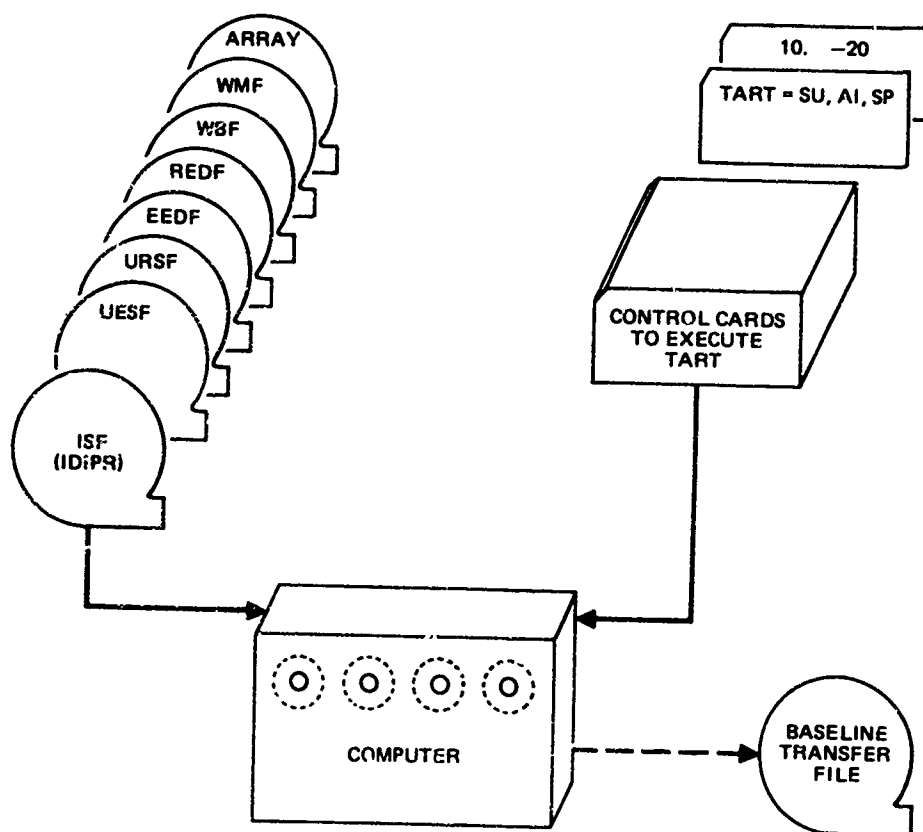 ARRAY
WMF
WBF
REDF
EEDF
URSF
UESF
ISF
(IDiPR)
10. −20
TART = SU, AI, SP
CONTROL CARDS
TO EXECUTE
TART
COMPUTER
BASELINE
TRANSFER
FILE